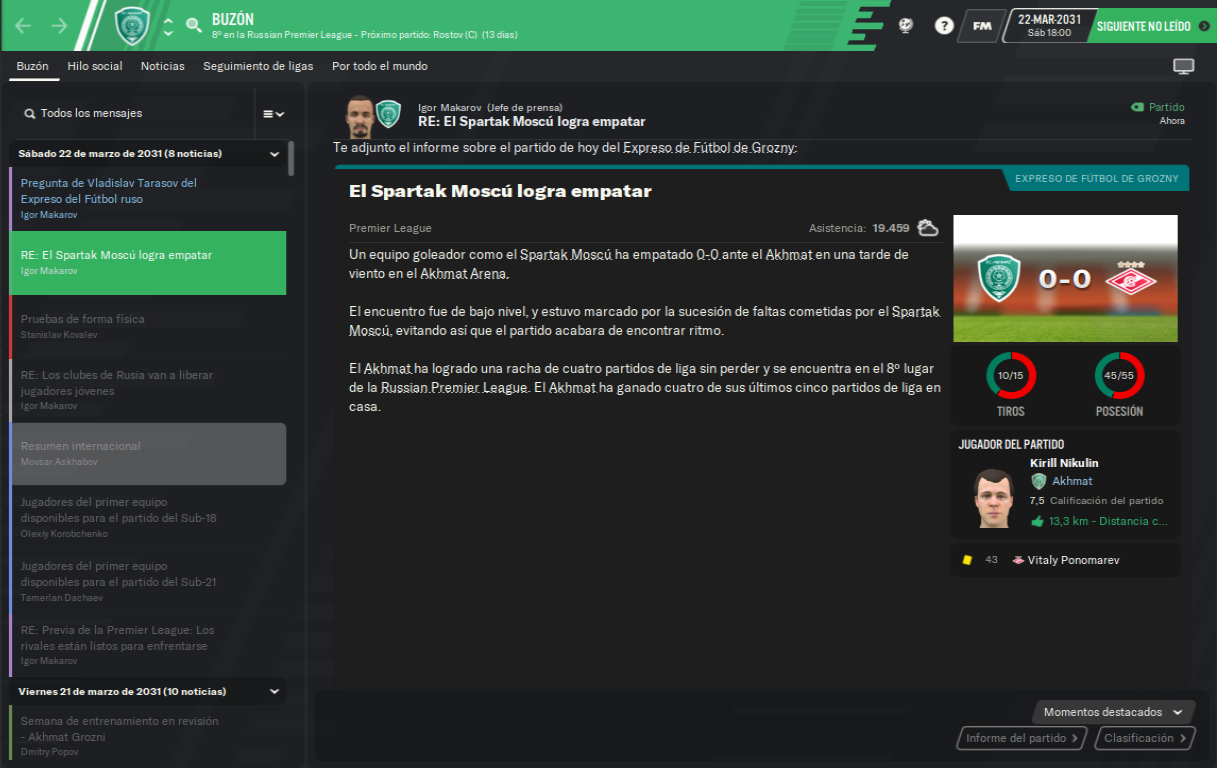 BUZÓN
8º en la Russian Premier League - Próximo partido: Rostov (C) (13 días)
FM
22-MAR-2031
Sáb 18:00
SIGUIENTE NO LEÍDO
Buzón Hilo social Noticias Seguimiento de ligas Por todo el mundo
Todos los mensajes
Sábado 22 de marzo de 2031 (8 noticias)
Pregunta de Vladislav Tarasov del
Expreso del Fútbol ruso
Igor Makarov
RE: El Spartak Moscú logra empatar
Igor Makarov
Pruebas de forma física
Stanislav Kovalev
RE: Los clubes de Rusia van a liberar
jugadores jóvenes
Igor Makarov
Resumen internacional
Movsar Askhabov
Jugadores del primer equipo
disponibles para el partido del Sub-18
Olexiy Korobchenko
Jugadores del primer equipo
disponibles para el partido del Sub-21
Tamerlan Dachaev
RE: Previa de la Premier League: Los
rivales están listos para enfrentarse
Igor Makarov
Viernes 21 de marzo de 2031 (10 noticias)
Semana de entrenamiento en revisión
- Akhmat Grozni
Dmitry Popov
Igor Makarov (Jefe de prensa)
RE: El Spartak Moscú logra empatar
Partido
Ahora
Te adjunto el informe sobre el partido de hoy del Expreso de Fútbol de Grozny:
EXPRESO DE FÚTBOL DE GROZNY
El Spartak Moscú logra empatar
Premier League
Asistencia: 19.459
Un equipo goleador como el Spartak Moscú ha empatado 0-0 ante el Akhmat en una tarde de
viento en el Akhmat Arena.
El encuentro fue de bajo nivel, y estuvo marcado por la sucesión de faltas cometidas por el Spartak
Moscú, evitando así que el partido acabara de encontrar ritmo.
El Akhmat ha logrado una racha de cuatro partidos de liga sin perder y se encuentra en el 8º lugar
de la Russian Premier League. El Akhmat ha ganado cuatro de sus últimos cinco partidos de liga en
casa.
0-0
10/15
TIROS
45/55
POSESIÓN
JUGADOR DEL PARTIDO
Kirill Nikulin
Akhmat
7,5 Calificación del partido
13,3 km - Distancia c...
43 Vitaly Ponomarev
Momentos destacados
Informe del partido
Clasificación